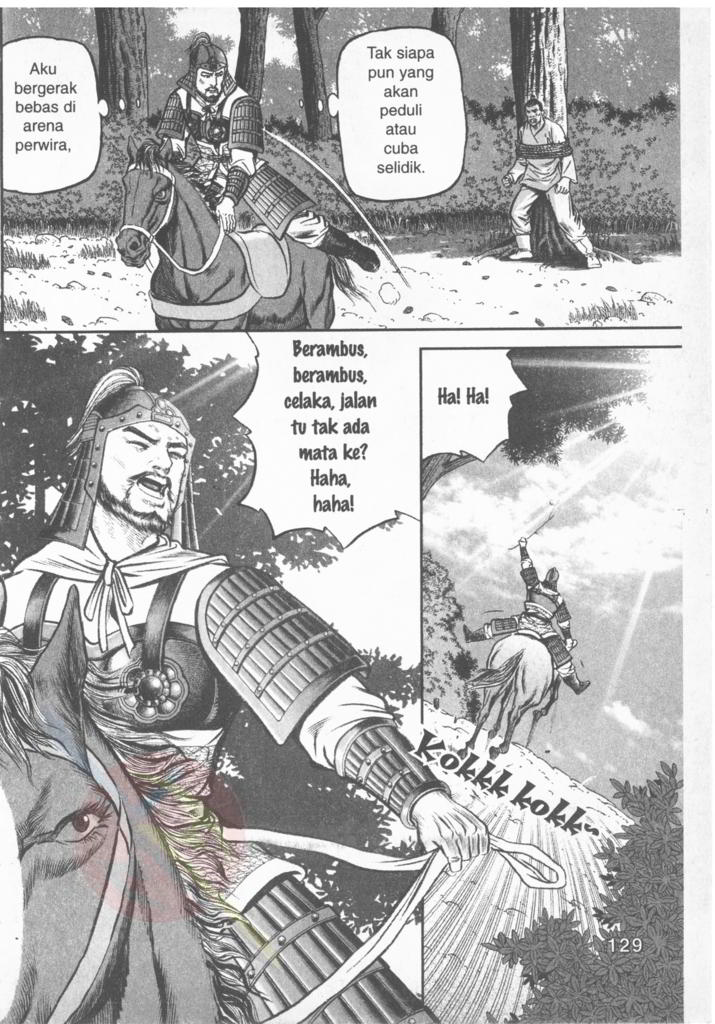 Aku
bergerak
bebas di
arena
perwira,
Tak siapa
pun yang
akan
peduli
atau
cuba
selidik.
Berambus,
berambus,
celaka, jalan
tu tak ada
mata ke?
Haha,
haha!
Ha! Ha!
Kokkk kokk~
129